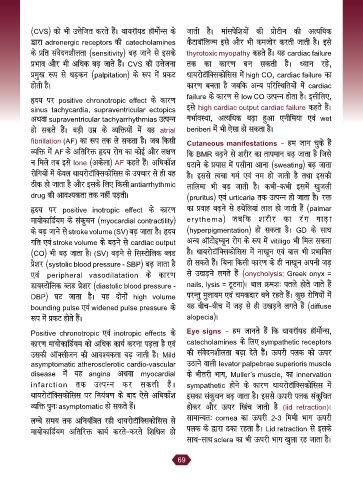 (CVS) को भी उत्तेजित करते हैं। थायरॉयड हॉर्मोन्स के
द्वारा adrenergic receptors की catecholamines
के प्रति संवेदनशीलता (sensitivity) बढ़ जाने से इसके
प्रभाव और भी अधिक बढ़ जाते हैं। CVS की उत्तेजना
प्रमुख रूप से धड़कन (palpitation) के रूप में प्रकट
होती है।
हृदय पर positive chronotropic effect के कारण
sinus tachycardia, supraventricular ectopics
अथवा supraventricular tachyarrhythmias उत्पन्न
हो सकते हैं। बड़ी उम्र के व्यक्तियों में यह atrial
fibrillation (AF) का रूप तक ले सकता है। जब किसी
व्यक्ति में AF के अतिरिक्त हृदय रोग का कोई और लक्षण
न मिले तब इसे lone (अकेला) AF कहते हैं। अधिकांश
रोगियों में केवल थायरोटॉक्सिकोसिस के उपचार से ही यह
ठीक हो जाता है और इसके लिए किसी antiarrhythmic
drug की आवश्यकता तक नहीं पड़ती।
हृदय पर positive inotropic effect के कारण
मायोकार्डियम के संकुचन (myocardial contractility)
के बढ़ जाने से stroke volume (SV) बढ़ जाता है। हृदय
गति एवं stroke volume के बढ़ने से cardiac output
(CO) भी बढ़ जाता है। (SV) बढ़ने से सिस्टोलिक ब्लड
प्रेशर (systolic blood pressure - SBP) बढ़ जाता है
एवं peripheral vasodilatation के कारण
डायस्टोलिक ब्लड प्रेशर (diastolic blood pressure -
DBP) घट जाता है। यह दोनों high volume
bounding pulse एवं widened pulse pressure के
रूप में प्रकट होते हैं।
Positive chronotropic एवं inotropic effects के
कारण मायोकार्डियम को अधिक कार्य करना पड़ता है एवं
उसकी ऑक्सीजन की आवश्यकता बढ़ जाती है। Mild
asymptomatic atherosclerotic cardio-vascular
disease में यह angina अथवा myocardial
infarction तक उत्पन्न कर सकती है।
थायरोटॉक्सिकोसिस पर नियंत्रण के बाद ऐसे अधिकांश
व्यक्ति पुनः asymptomatic हो सकते हैं।
लम्बे समय तक अनियंत्रित रही थायरोटॉक्सिकोसिस से
मायोकार्डियम अतिरिक्त कार्य करते-करते शिथिल हो
जाता है। मांसपेशियों की प्रोटीन की अत्यधिक
कैटाबॉलिज्म इसे और भी कमजोर करती जाती है। इसे
thyrotoxic myopathy कहते हैं। यह cardiac failure
तक का कारण बन सकती है। ध्यान रहे,
थायरोटॉक्सिकोसिस में high CO, cardiac failure का
कारण बनता है जबकि अन्य परिस्थितियों में cardiac
failure के कारण से low CO उत्पन्न होता है। इसीलिए,
इसे high cardiac output cardiac failure कहते हैं।
गर्भावस्था, अत्यधिक बढ़ा हुआ एनीमिया एवं wet
beriberi में भी ऐसा हो सकता है।
Cutaneous manifestations - हम जान चुके हैं
कि BMR बढ़ने से शरीर का तापमान बढ़ जाता है जिसे
घटाने के प्रयास में पसीना आना (sweating) बढ़ जाता
है। इससे त्वचा गर्म एवं नम हो जाती है तथा इसकी
लालिमा भी बढ़ जाती है। कभी-कभी इसमें खुजली
(pruritus) एवं urticaria तक उत्पन्न हो जाता है। रक्त
का प्रवाह बढ़ने से हथेलियां लाल हो जाती हैं (palmar
erythema) जबकि शरीर का रंग गाढ़ा
(hyperpigmentation) हो सकता है। GD के साथ
अन्य ऑटोइम्यून रोग के रूप में vitiligo भी मिल सकता
है। थायरोटॉक्सिकोसिस में नाखून एवं बाल भी प्रभावित
हो सकते हैं। बिना किसी कारण के ही नाखून अपनी जड़
से उखड़ने लगते हैं (onycholysis; Greek onyx =
nails, lysis = टूटना)। बाल क्रमशः पतले होते जाते हैं
परन्तु मुलायम एवं चमकदार बने रहते हैं। कुछ रोगियों में
यह बीच-बीच में जड़ से ही उखड़ने लगते हैं (diffuse
alopecia)।
Eye signs - हम जानते हैं कि थायरॉयड हॉर्मोन्स,
catecholamines के लिए sympathetic receptors
की संवेदनशीलता बढ़ा देते हैं। ऊपरी पलक को ऊपर
उठाने वाली levator palpebrae superioris muscle
के भीतरी भाग, Muller's muscle, का innervation
sympathetic होने के कारण थायरोटॉक्सिकोसिस में
इसका संकुचन बढ़ जाता है। इससे ऊपरी पलक संकुचित
होकर और ऊपर खिंच जाती है (lid retraction)।
सामान्यतः cornea का ऊपरी 2-3 मिमी भाग ऊपरी
पलक के द्वारा ढका रहता है। Lid retraction से इसके
साथ-साथ sclera का भी ऊपरी भाग खुला रह जाता है।
69